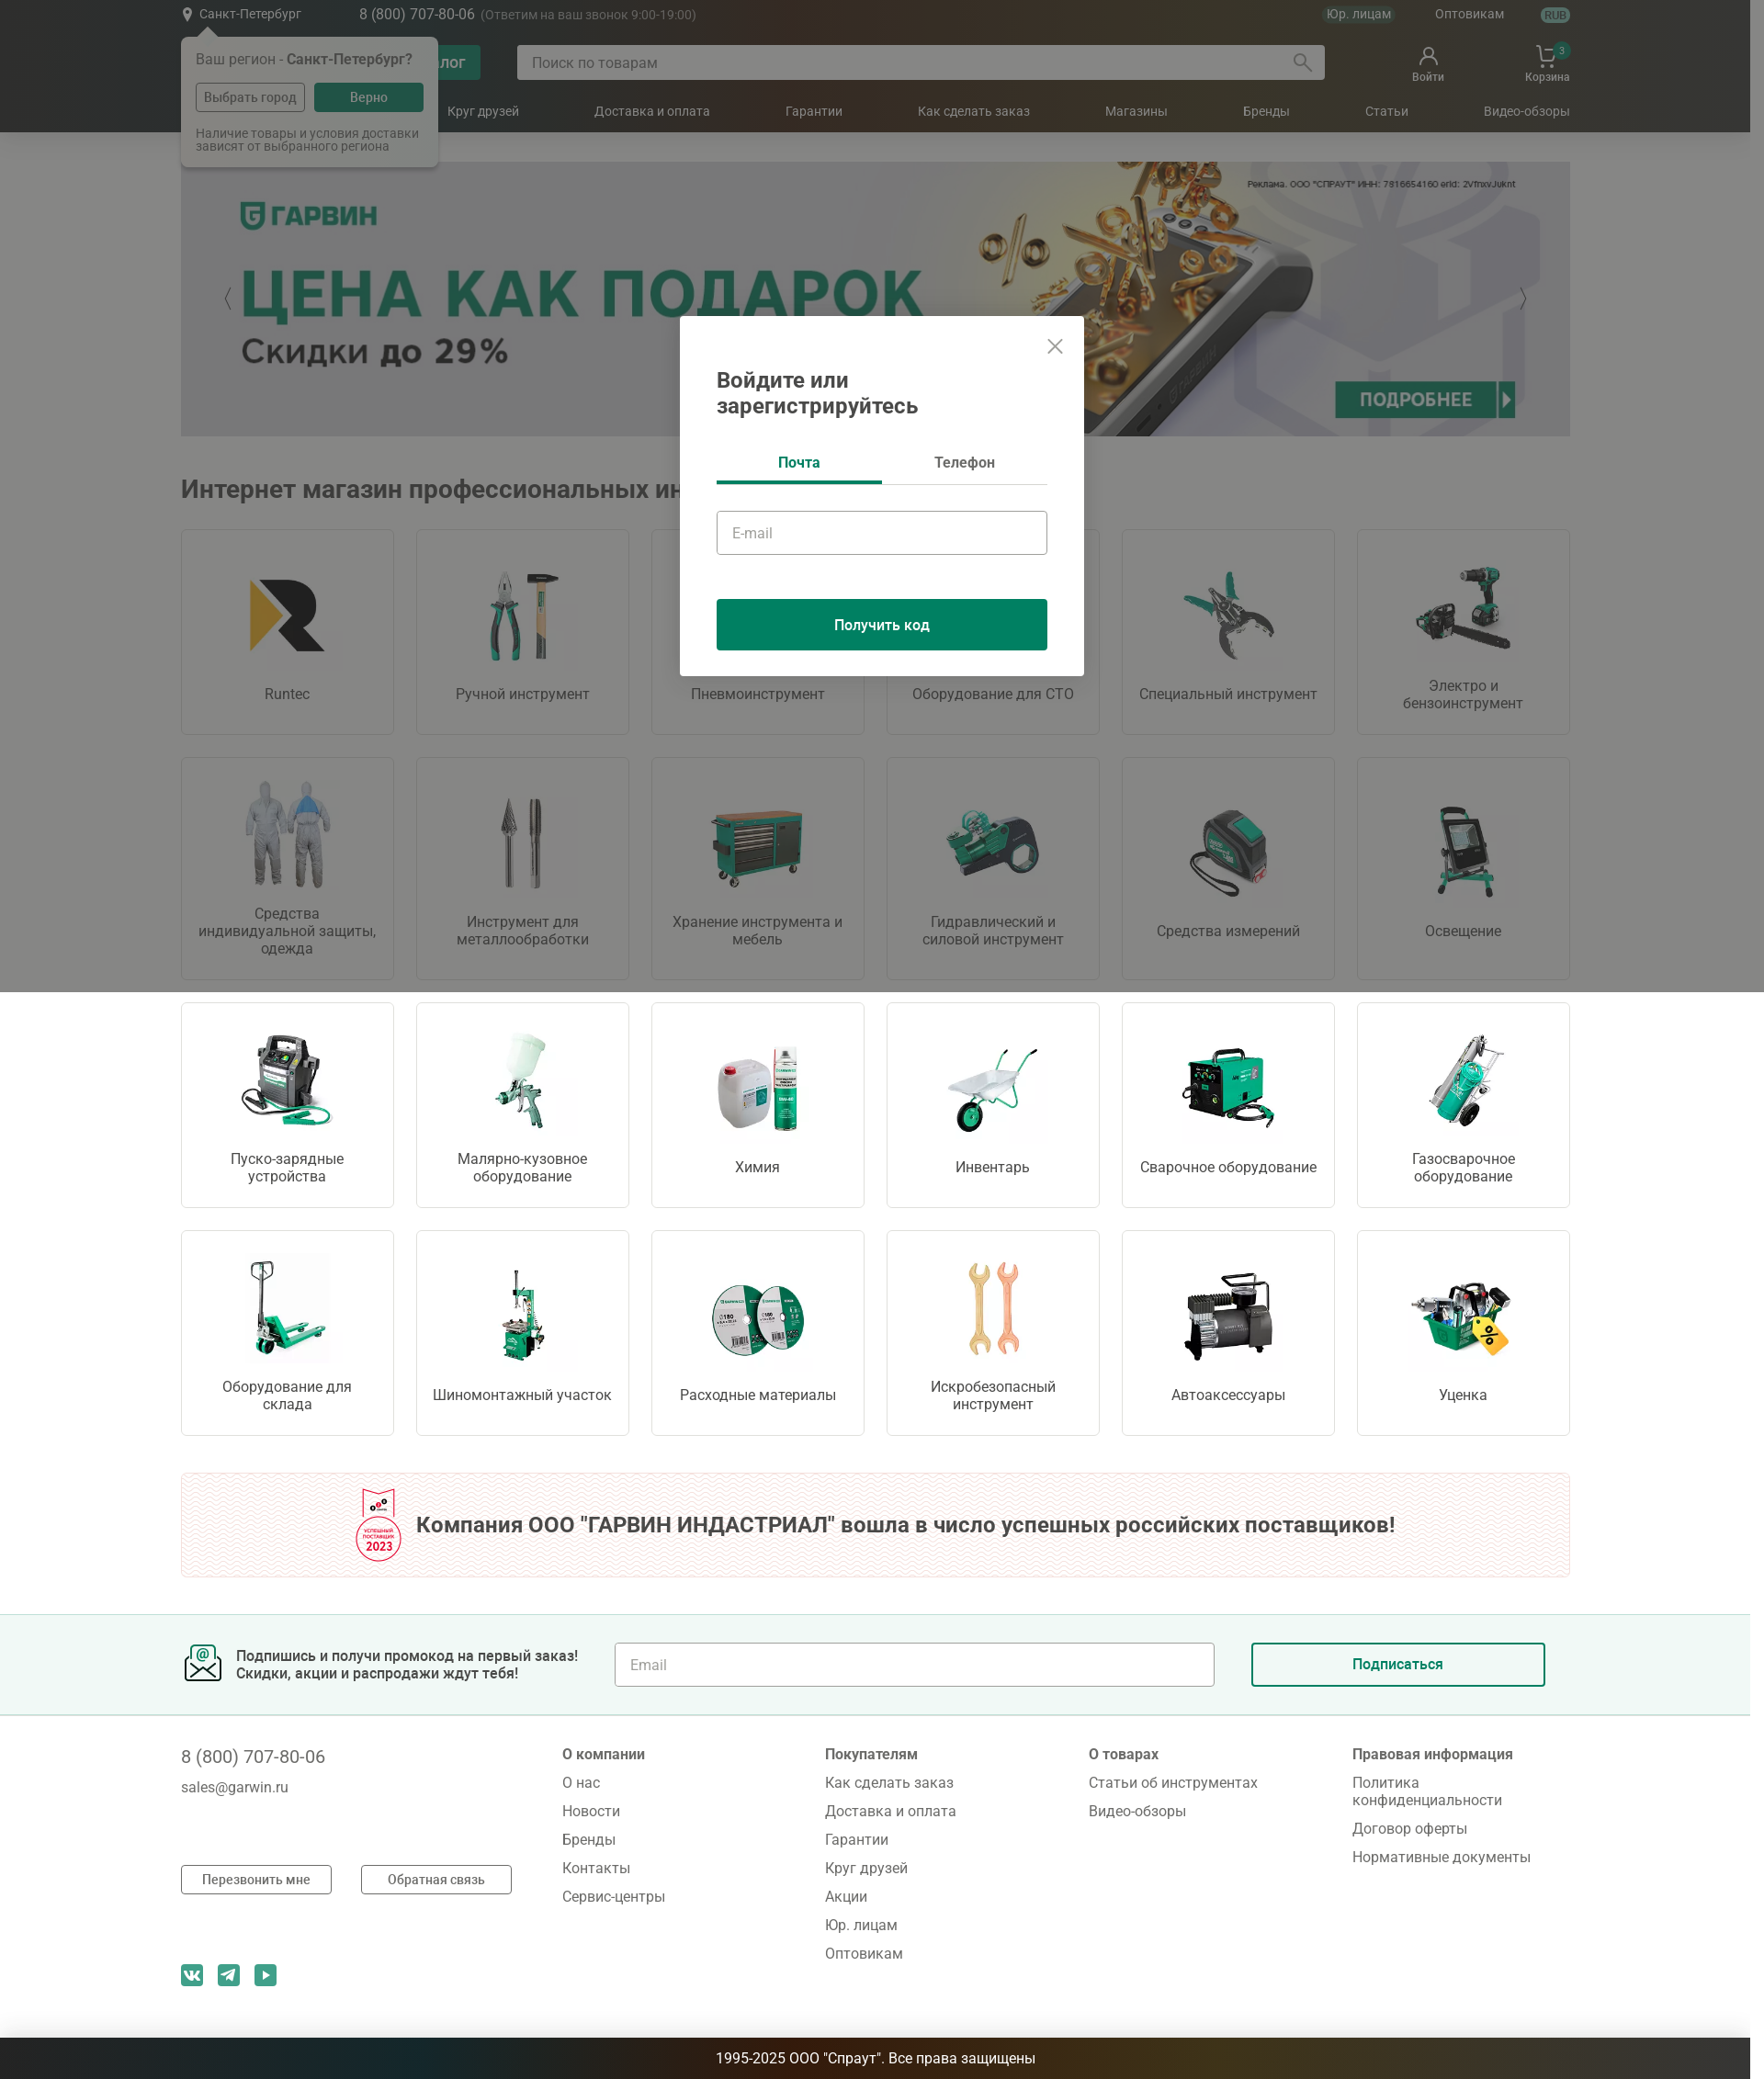 Санкт-Петербург
8 (800) 707-80-06 (Ответим на ваш звонок 9:00-19:00)
Юр. лицам
Оптовикам
RUB
Ваш регион - Санкт-Петербург?
Выбрать город
Верно
Наличие товары и условия доставки
зависят от выбранного региона
Поиск по товарам
Войти
3
Корзина
Круг друзей
Доставка и оплата
Гарантии
Как сделать заказ
Магазины
Бренды
Статьи
Видео-обзоры
Реклама. ООО "СПРАУТ" ИНН: 7816654160 erid:
ГАРВИН
ЦЕНА КАК ПОДАРОК
Скидки до 29%
ПОДРОБНЕЕ
Войдите или
зарегистрируйтесь
Почта
Телефон
E-mail
Получить код
Интернет магазин профессиональных
Runtec
Ручной инструмент
Пневмоинструмент
Оборудование для СТО
Специальный инструмент
Электро и
бензоинструмент
Средства
индивидуальной защиты,
одежда
Инструмент для
металлообработки
Хранение инструмента и
мебель
Гидравлический и
силовой инструмент
Средства измерений
Освещение
Пуско-зарядные
устройства
Малярно-кузовное
оборудование
Химия
Инвентарь
Сварочное оборудование
Газосварочное
оборудование
Оборудование для
склада
Шиномонтажный участок
Расходные материалы
Искробезопасный
инструмент
Автоаксессуары
Уценка
УСПЕШНЫЙ
ПОСТАВЩИК
2023
Компания ООО "ГАРВИН ИНДАСТРИАЛ" вошла в число успешных российских поставщиков!
Подпишись и получи промокод на первый заказ!
Скидки, акции и распродажи ждут тебя!
Email
Подписаться
8 (800) 707-80-06
sales@garwin.ru
Перезвонить мне
Обратная связь
О компании
О нас
Новости
Бренды
Контакты
Сервис-центры
Покупателям
Как сделать заказ
Доставка и оплата
Гарантии
Круг друзей
Акции
Юр. лицам
Оптовикам
О товарах
Статьи об инструментах
Видео-обзоры
Правовая информация
Политика
конфиденциальности
Договор оферты
Нормативные документы
1995-2025 ООО "Спраут". Все права защищены